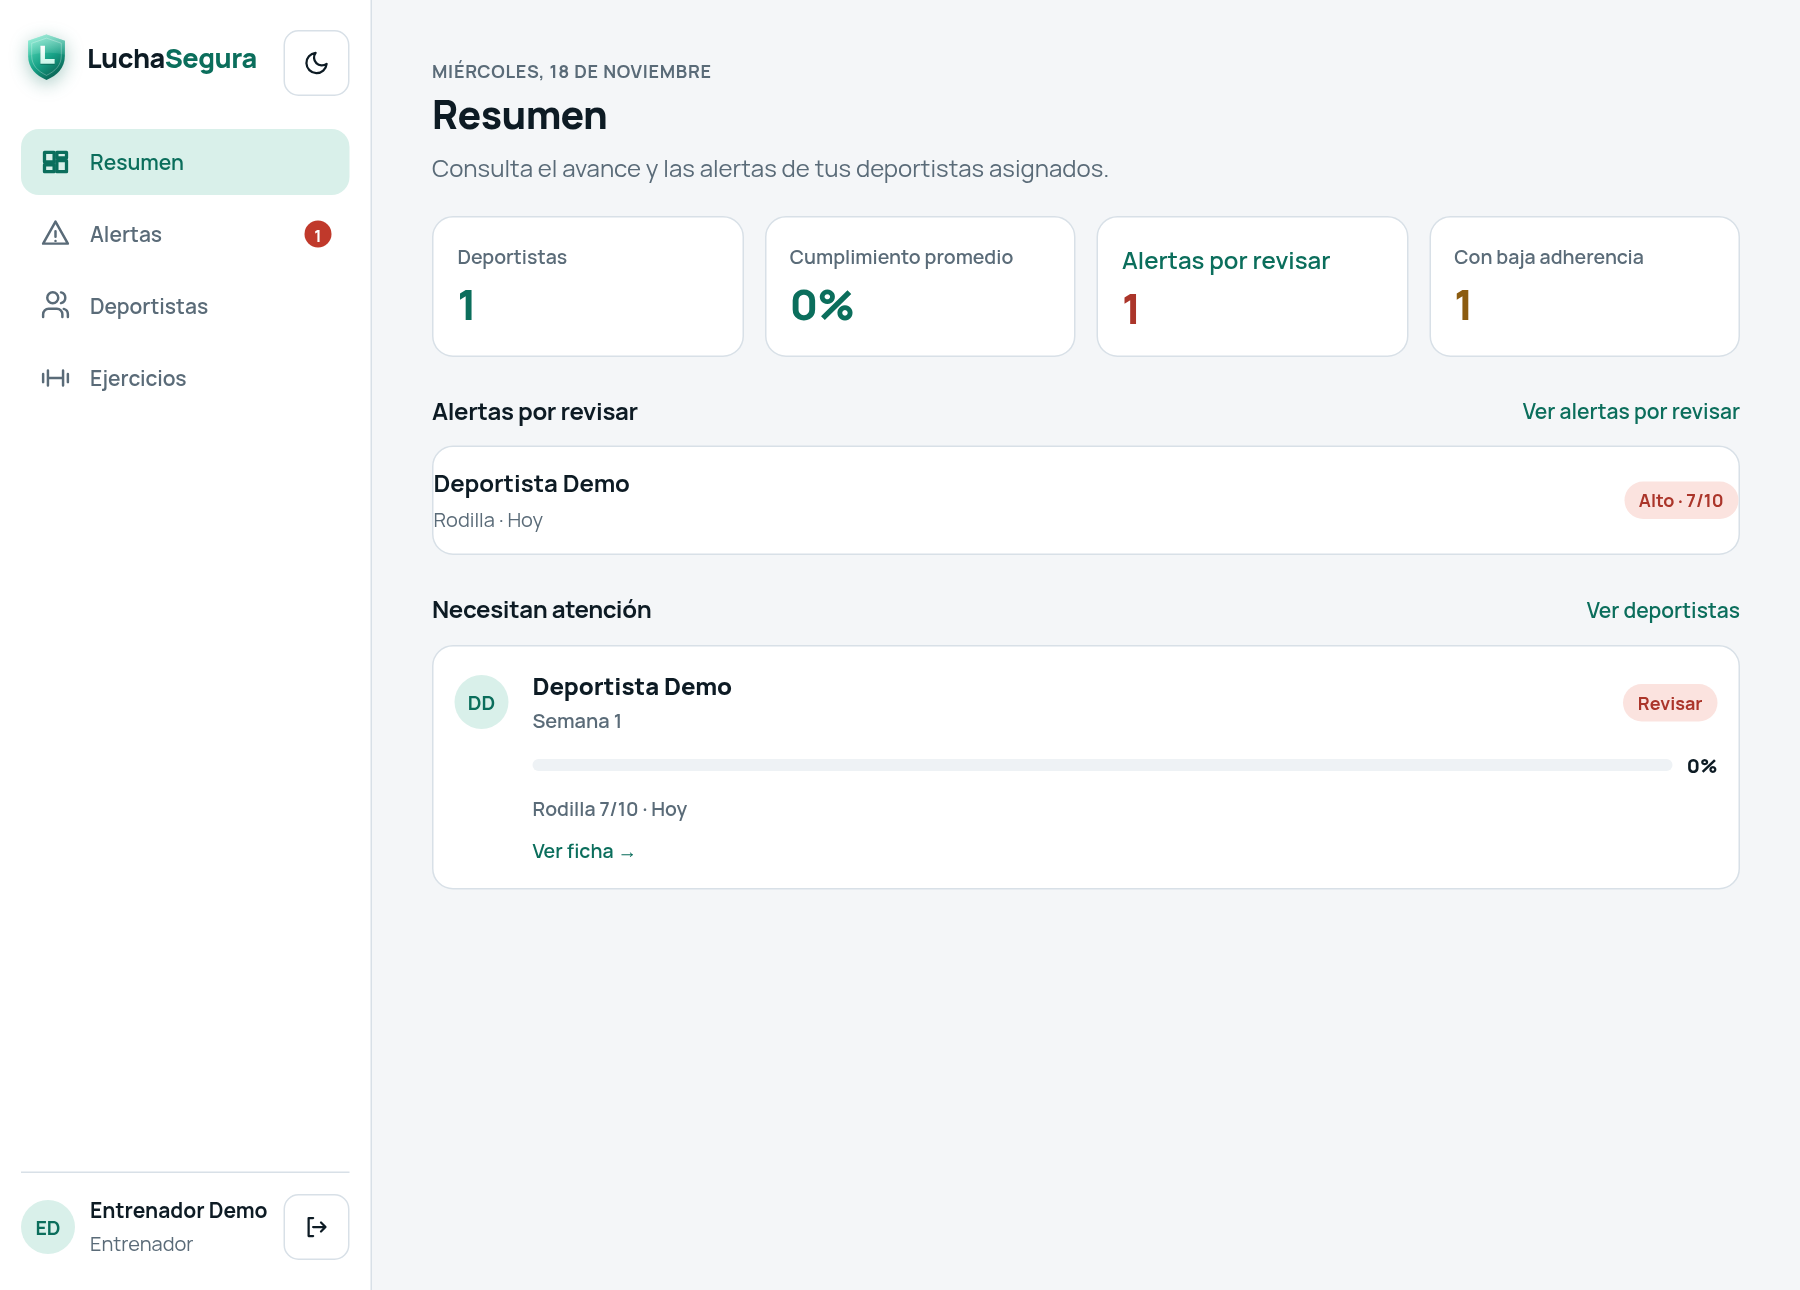 LuchaSegura
Resumen
Alertas
1
Deportistas
Ejercicios
Entrenador Demo
ED
Entrenador
MIÉRCOLES, 18 DE NOVIEMBRE
Resumen
Consulta el avance y las alertas de tus deportistas asignados.
Deportistas
1
Cumplimiento promedio
0%
Alertas por revisar
1
Con baja adherencia
1
Alertas por revisar
Ver alertas por revisar
Deportista Demo
Rodilla · Hoy
Alto · 7/10
Necesitan atención
Ver deportistas
DD
Deportista Demo
Semana 1
Revisar
0%
Rodilla 7/10 · Hoy
Ver ficha →